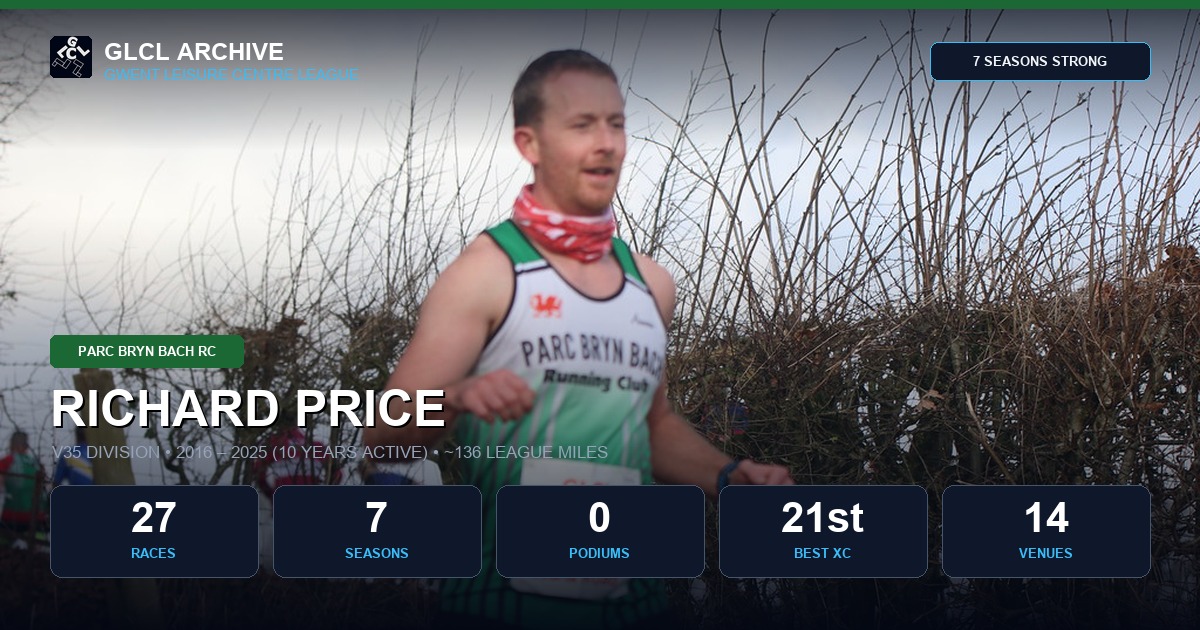 GLCL ARCHIVE
GWENT LEISURE CENTRE LEAGUE
7 SEASONS STRONG
PARC BRYN BACH
Running Club
PARC BRYN BACH RC
RICHARD PRICE
V35 DIVISION • 2016 – 2025 (10 YEARS ACTIVE) • ~136 LEAGUE MILES
27
RACES
7
SEASONS
0
PODIUMS
21st
BEST XC
14
VENUES